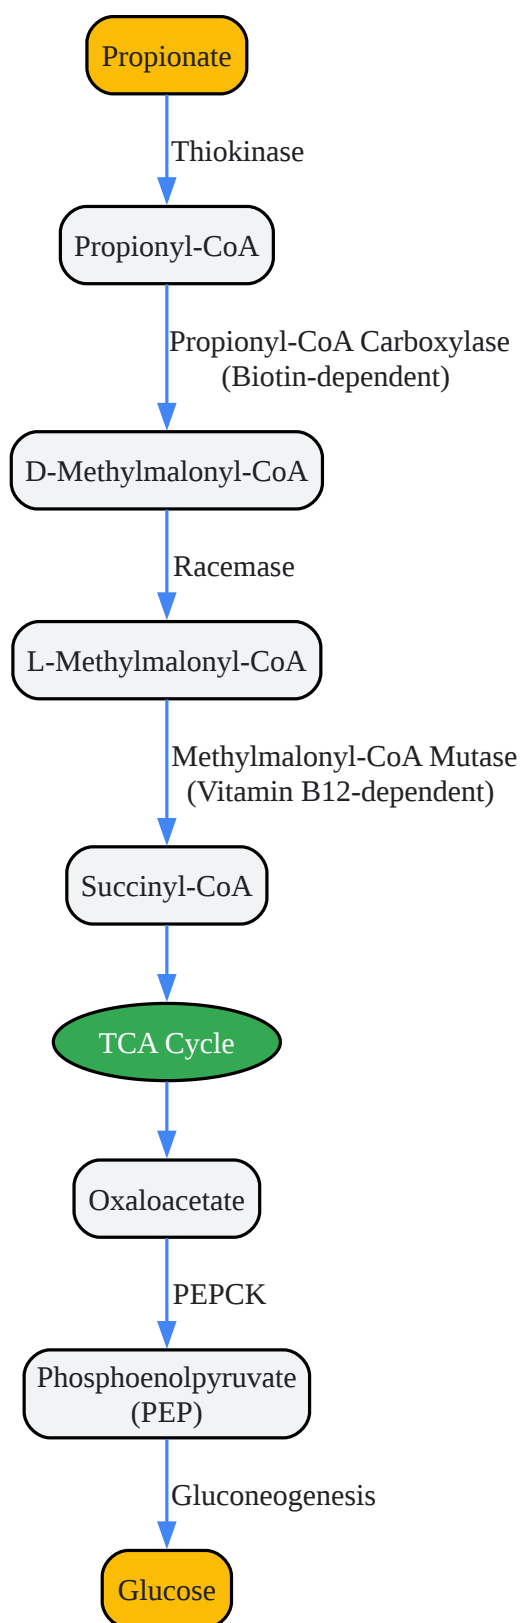 Propionate
Thiokinase
Propionyl-CoA
Propionyl-CoA Carboxylase
(Biotin-dependent)
D-Methylmalonyl-CoA
Racemase
L-Methylmalonyl-CoA
Methylmalonyl-CoA Mutase
(Vitamin B12-dependent)
Succinyl-CoA
TCA Cycle
Oxaloacetate
PEPCK
Phosphoenolpyruvate
(PEP)
Gluconeogenesis
Glucose